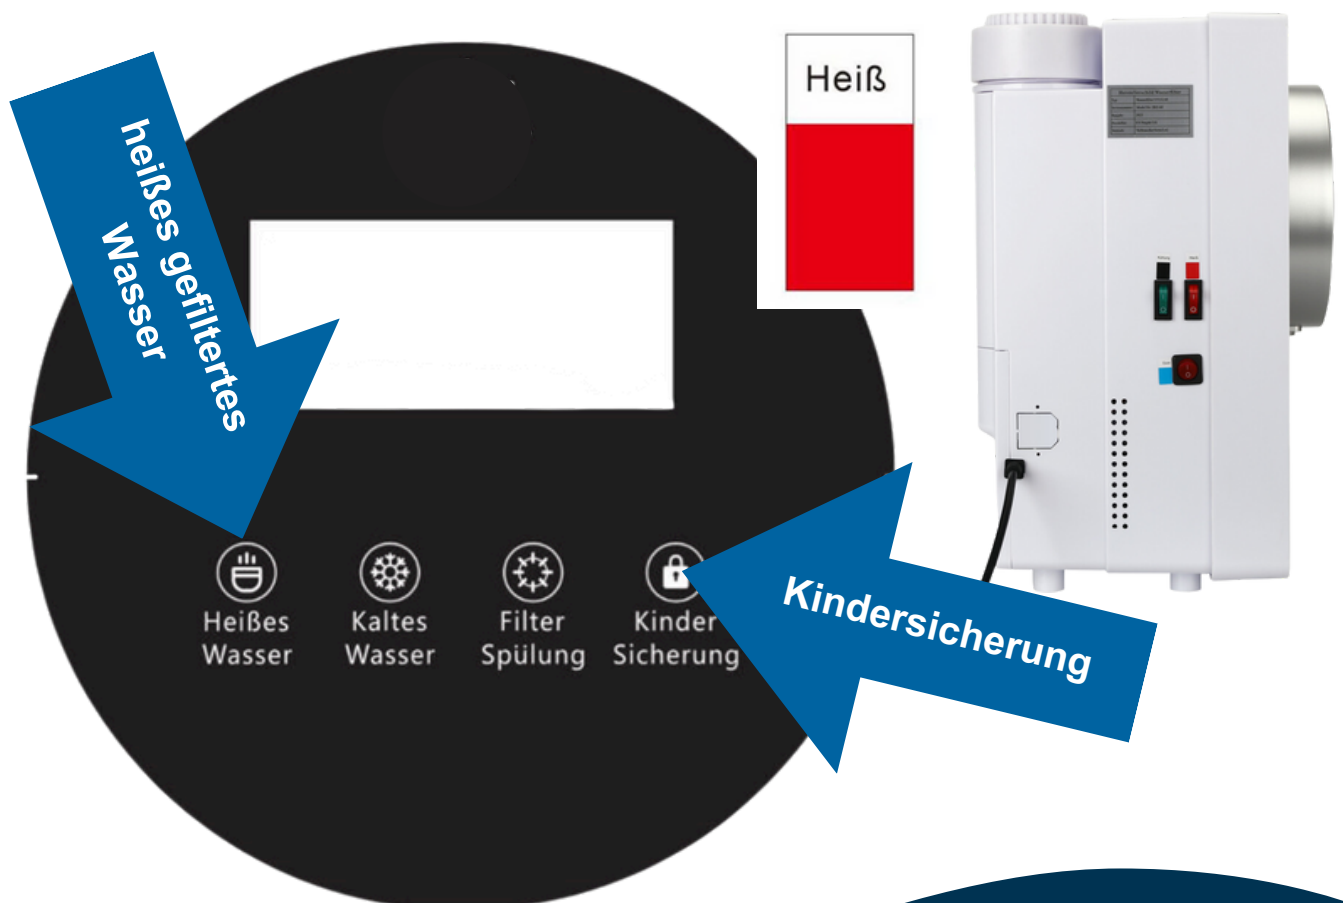 heißes gefiltertes
Wasser
Heiß
Heißes
Wasser
Kaltes
Wasser
Filter
Spülung
Kinder
Sicherung
Kindersicherung